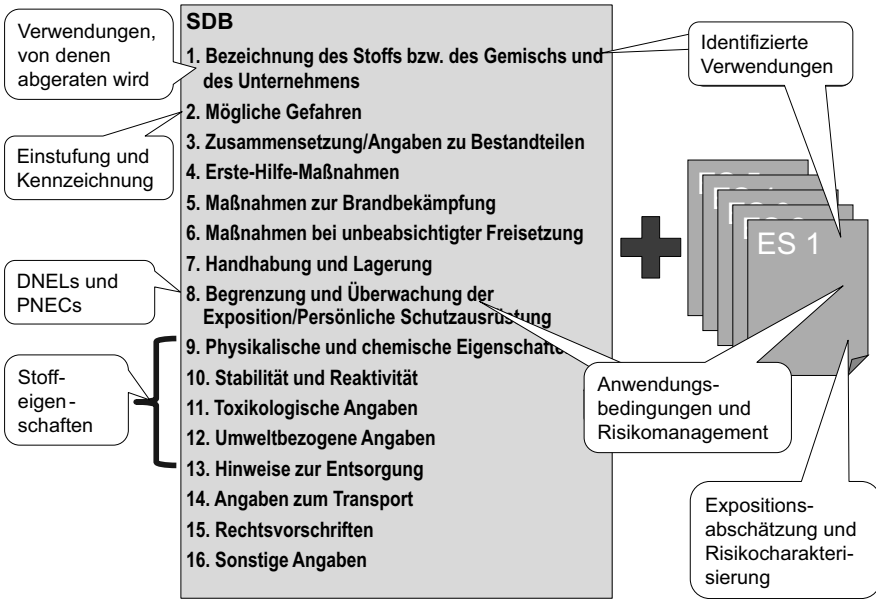 Verwendungen,
von denen
abgeraten wird
SDB
1. Bezeichnung des Stoffs bzw. des Gemischs und
des Unternehmens
2. Mögliche Gefahren
3. Zusammensetzung/Angaben zu Bestandteilen
4. Erste-Hilfe-Maßnahmen
5. Maßnahmen zur Brandbekämpfung
6. Maßnahmen bei unbeabsichtigter Freisetzung
7. Handhabung und Lagerung
8. Begrenzung und Überwachung der
Exposition/Persönliche Schutzausrüstung
9. Physikalische und chemische Eigenschafte
10. Stabilität und Reaktivität
11. Toxikologische Angaben
12. Umweltbezogene Angaben
13. Hinweise zur Entsorgung
14. Angaben zum Transport
15. Rechtsvorschriften
16. Sonstige Angaben
Einstufung und
Kennzeichnung
DNELs und
PNECs
Stoff-
eigen-
schaften
Identifizierte
Verwendungen
ES 1
Anwendungs-
bedingungen und
Risikomanagement
Expositions-
abschätzung und
Risikocharakteri-
sierung